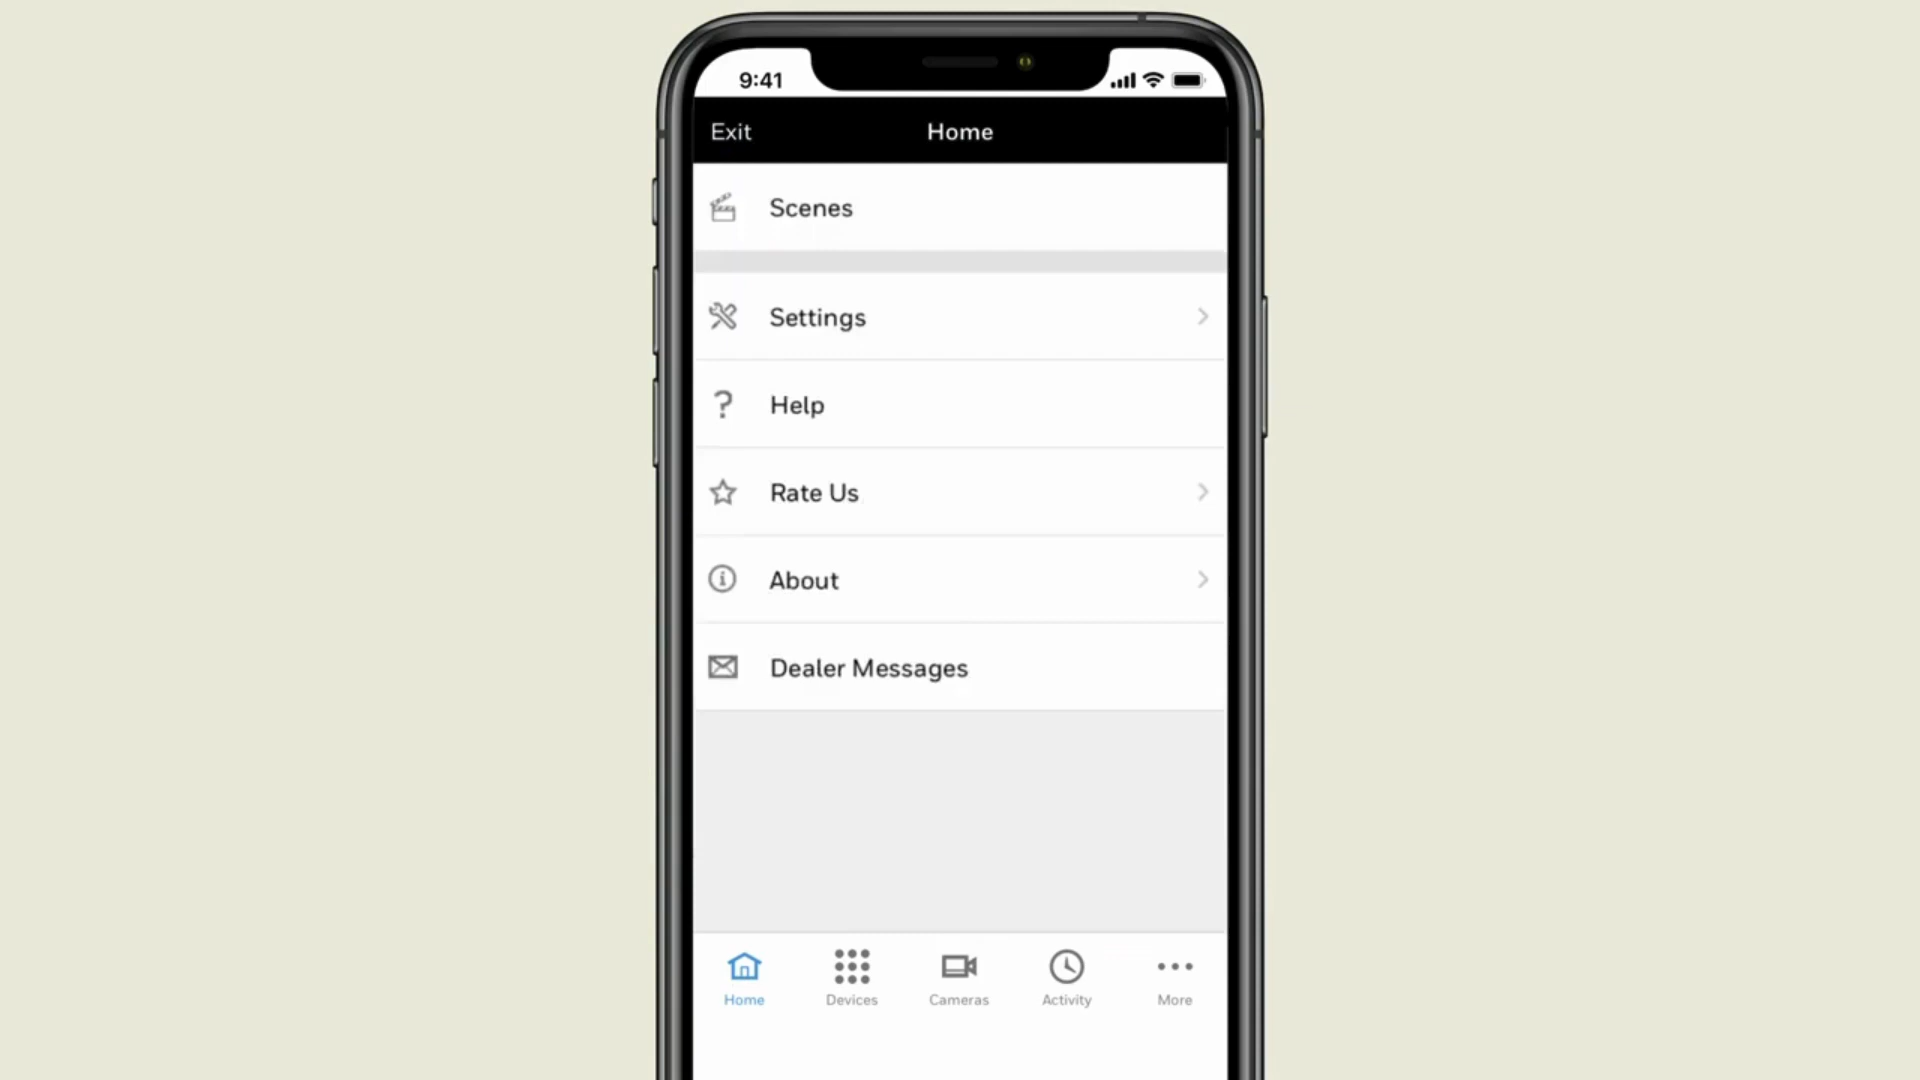 9:41
Exit Home
Scenes
Settings
Help
Rate Us
About
Dealer Messages
Home Devices Cameras Activity More